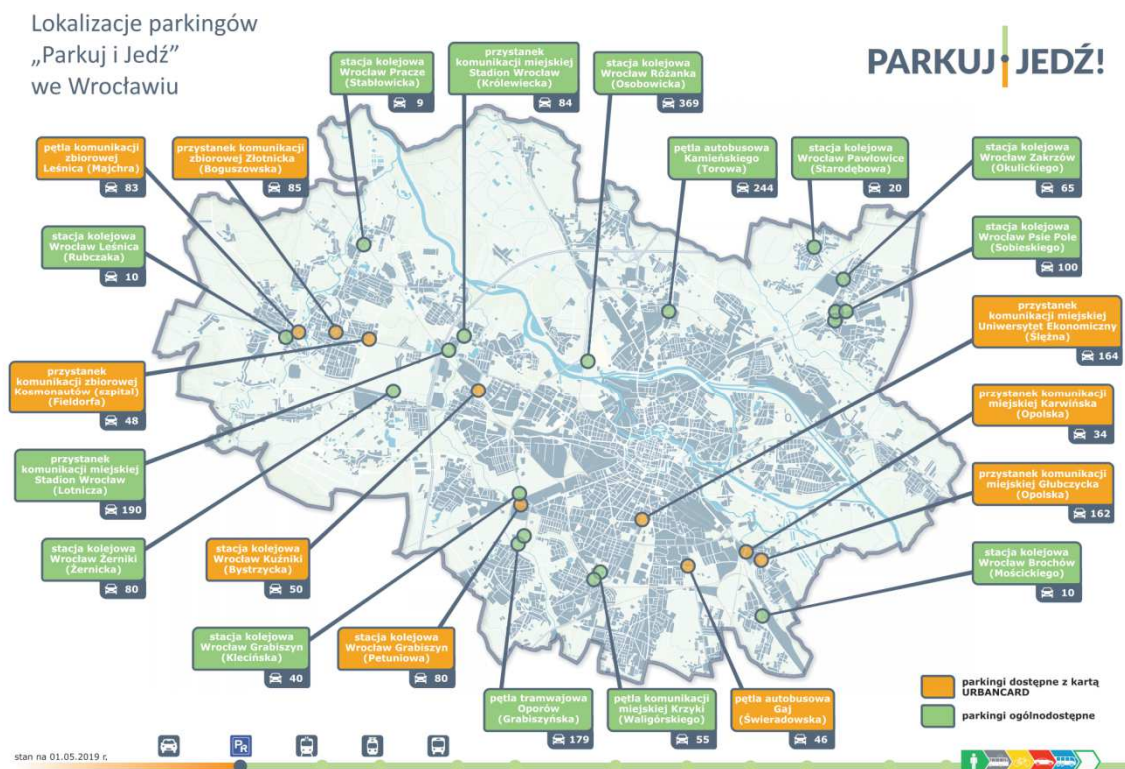 Lokalizacje parkingów
„Parkuj i Jedź”
we Wrocławiu
PARKUJ I JEDŹ!
stacja kolejowa
Wrocław Pracze
(Stabłowicka)
9
przystanek
komunikacji miejskiej
Stadion Wrocław
(Królewiecka)
84
stacja kolejowa
Wrocław Różanka
(Osobowicka)
369
pętla komunikacji
zbiorowej
Leśnica (Majchra)
83
przystanek komunikacji
zbiorowej Złotnicka
(Boguszowska)
85
pętla autobusowa
Kamieńskiego
(Torowa)
244
stacja kolejowa
Wrocław Pawłowice
(Starodębowa)
20
stacja kolejowa
Wrocław Zakrzów
(Okulickiego)
65
stacja kolejowa
Wrocław Leśnica
(Rubczaka)
10
stacja kolejowa
Wrocław Psie Pole
(Sobieskiego)
100
przystanek
komunikacji miejskiej
Uniwersytet Ekonomiczny
(Ślężna)
164
przystanek
komunikacji zbiorowej
Kosmonautów (szpital)
(Fieldorfa)
48
przystanek komunikacji
miejskiej Karwińska
(Opolska)
34
przystanek
komunikacji miejskiej
Stadion Wrocław
(Lotnicza)
190
przystanek komunikacji
miejskiej Głubczycka
(Opolska)
162
stacja kolejowa
Wrocław Żerniki
(Żernicka)
80
stacja kolejowa
Wrocław Kuźniki
(Bystrzycka)
50
stacja kolejowa
Wrocław Brochów
(Mościckiego)
10
stacja kolejowa
Wrocław Grabiszyn
(Klecińska)
40
stacja kolejowa
Wrocław Grabiszyn
(Petuniowa)
80
pętla tramwajowa
Oporów
(Grabiszyńska)
179
pętla komunikacji
miejskiej Krzyki
(Waligórskiego)
55
pętla autobusowa
Gaj
(Świeradowska)
46
parkingi dostępne z kartą
URBANCARD
parkingi ogólnodostępne
stan na 01.05.2019 r.
PR